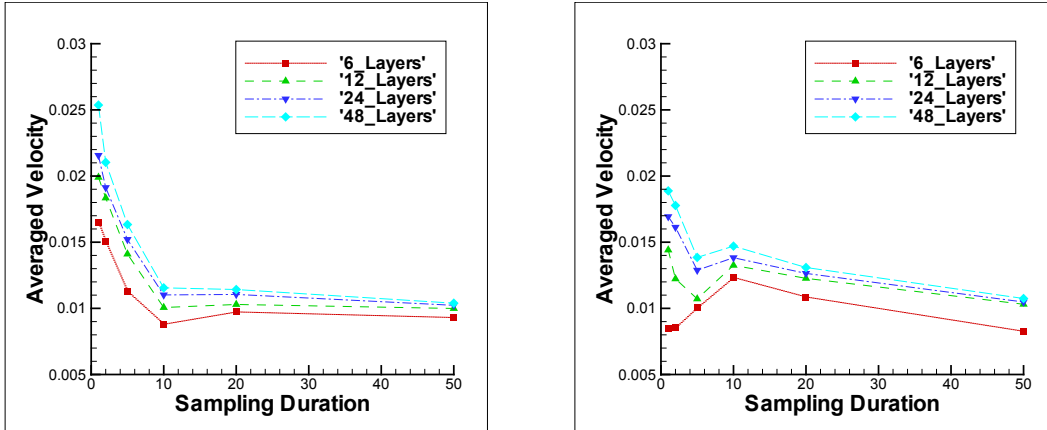 0.03
0.025
0.02
0.015
0.01
0.005
0 10 20 30 40 50
Averaged Velocity
Sampling Duration
'6_Layers'
'12_Layers'
'24_Layers'
'48_Layers'
0.03
0.025
0.02
0.015
0.01
0.005
0 10 20 30 40 50
Averaged Velocity
Sampling Duration
'6_Layers'
'12_Layers'
'24_Layers'
'48_Layers'